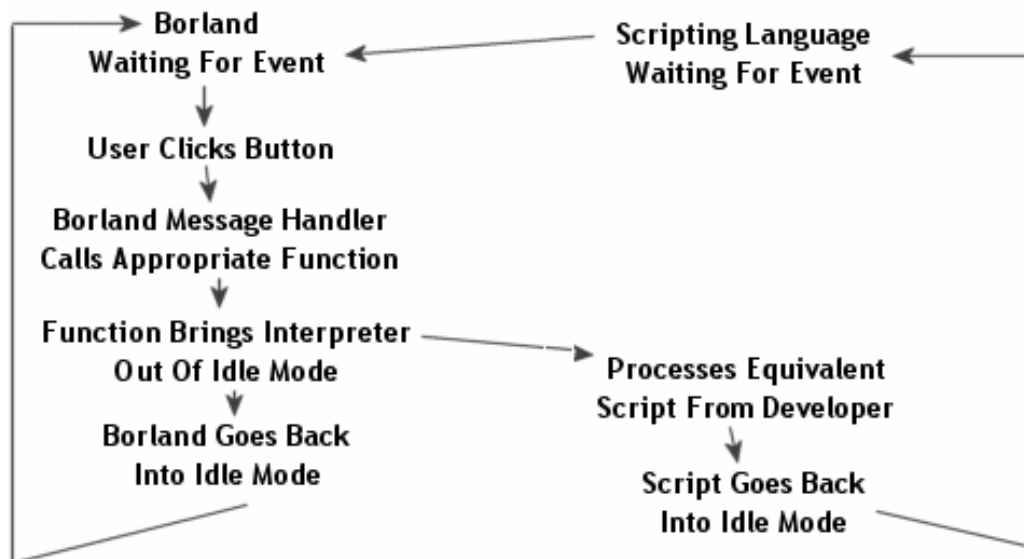 Borland
Waiting For Event
Scripting Language
Waiting For Event
User Clicks Button
Borland Message Handler
Calls Appropriate Function
Function Brings Interpreter
Out Of Idle Mode
Processes Equivalent
Script From Developer
Borland Goes Back
Into Idle Mode
Script Goes Back
Into Idle Mode